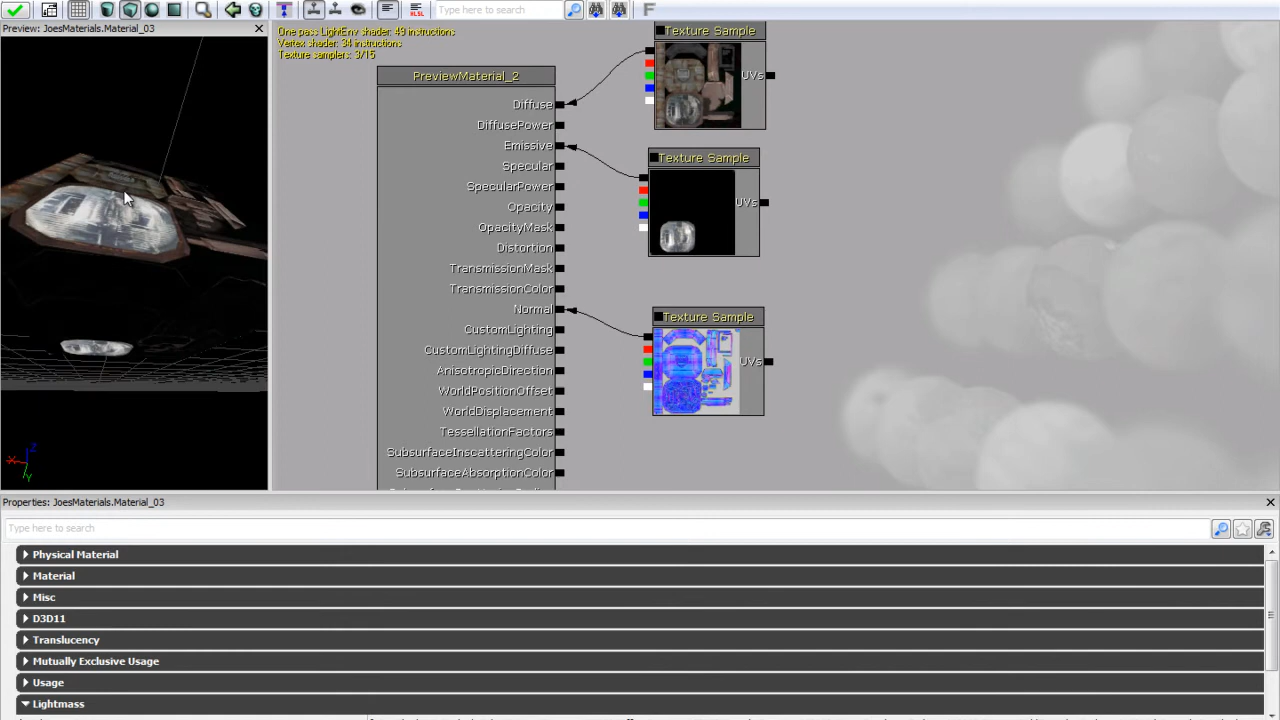 Type here to search
F
Preview: JoesMaterials.Material_03
One pass LightEnv shader: 49 instructions
Vertex shader: 34 instructions
Texture samplers: 3/15
PreviewMaterial_2
Diffuse
DiffusePower
Emissive
Specular
SpecularPower
Opacity
OpacityMask
Distortion
TransmissionMask
TransmissionColor
Normal
CustomLighting
CustomLightingDiffuse
AnisotropicDirection
WorldPositionOffset
WorldDisplacement
TessellationFactors
SubsurfaceInscatteringColor
SubsurfaceAbsorptionColor
Texture Sample
UVs
Texture Sample
UVs
Texture Sample
UVs
Z
X
Y
Properties: JoesMaterials.Material_03
Type here to search
Physical Material
Material
Misc
D3D11
Translucency
Mutually Exclusive Usage
Usage
Lightmass